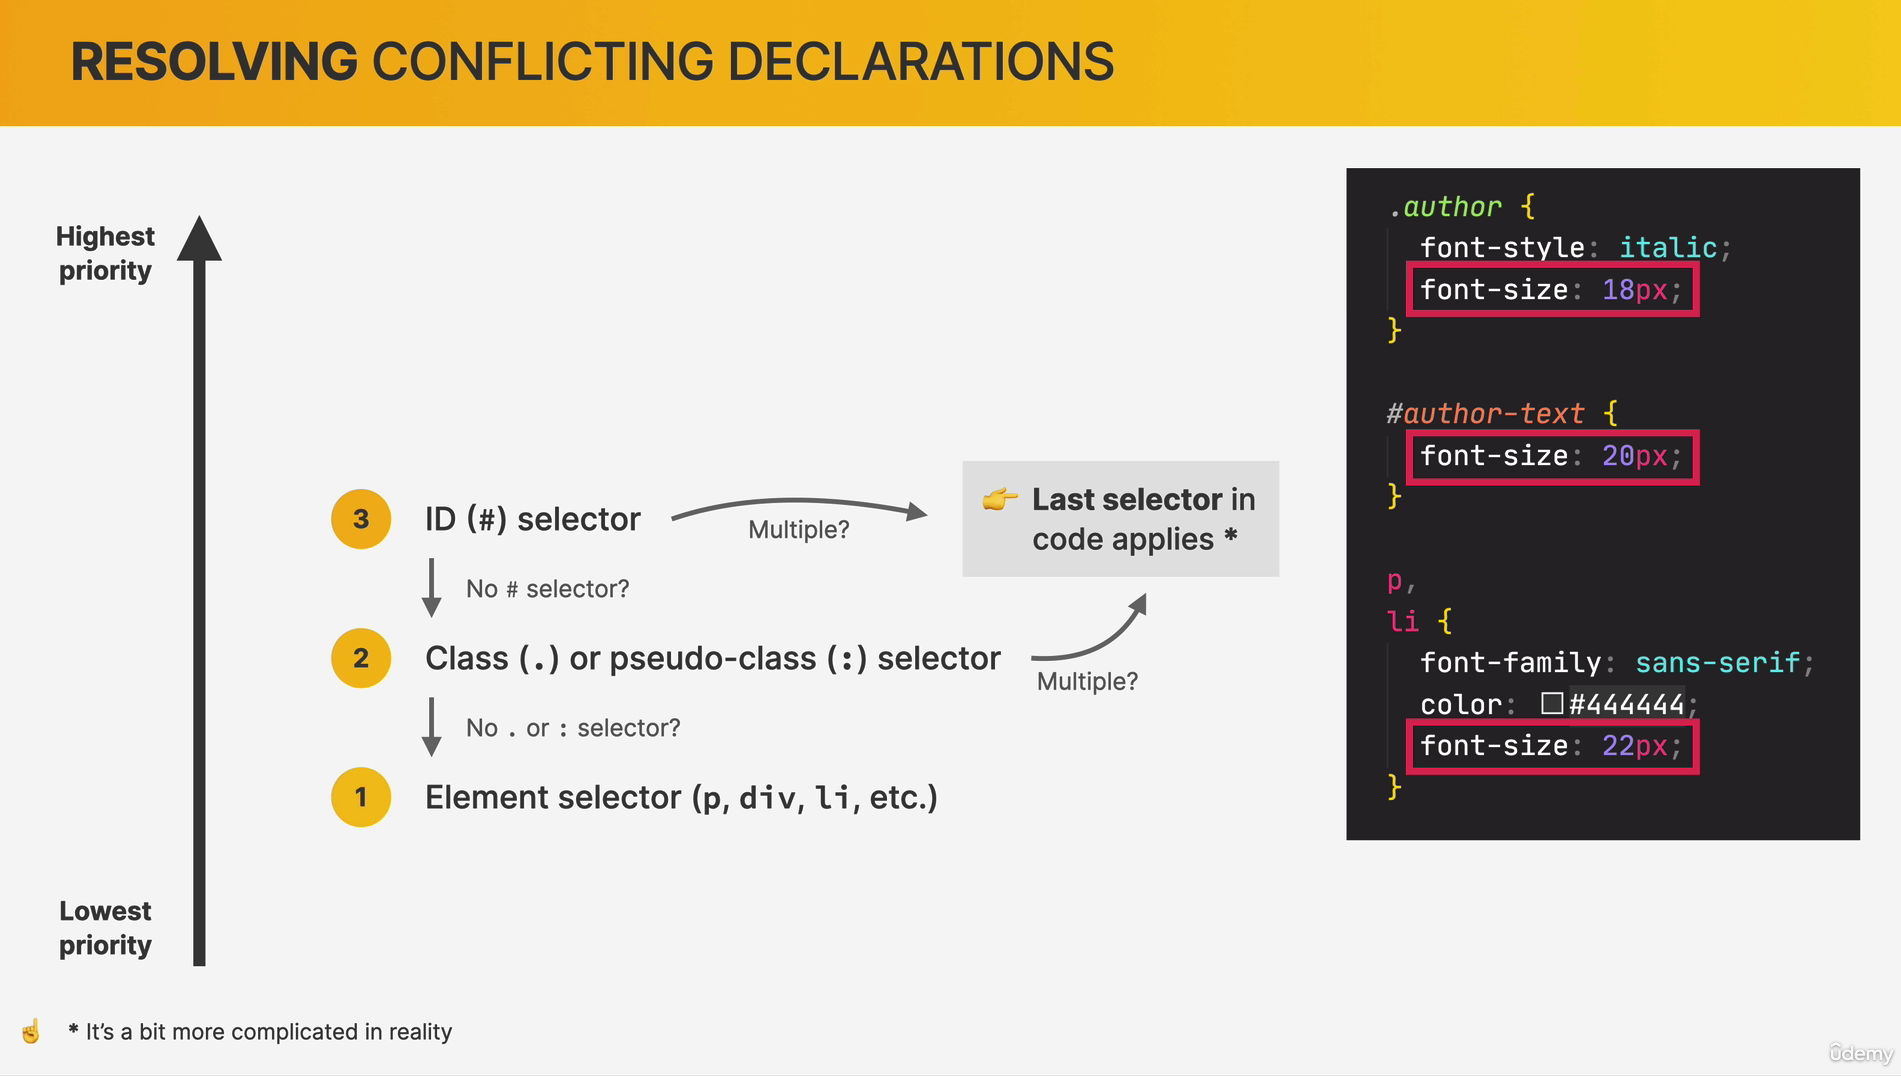 RESOLVING CONFLICTING DECLARATIONS
Highest
priority
3
ID (#) selector
Multiple?
👉 Last selector in
code applies *
No # selector?
2
Class (.) or pseudo-class (:) selector
Multiple?
No . or : selector?
1
Element selector (p, div, li, etc.)
Lowest
priority
.author {
font-style: italic;
font-size: 18px;
}
#author-text {
font-size: 20px;
}
p,
li {
font-family: sans-serif;
color: #444444;
font-size: 22px;
}
☝️ * It’s a bit more complicated in reality
ûdemy